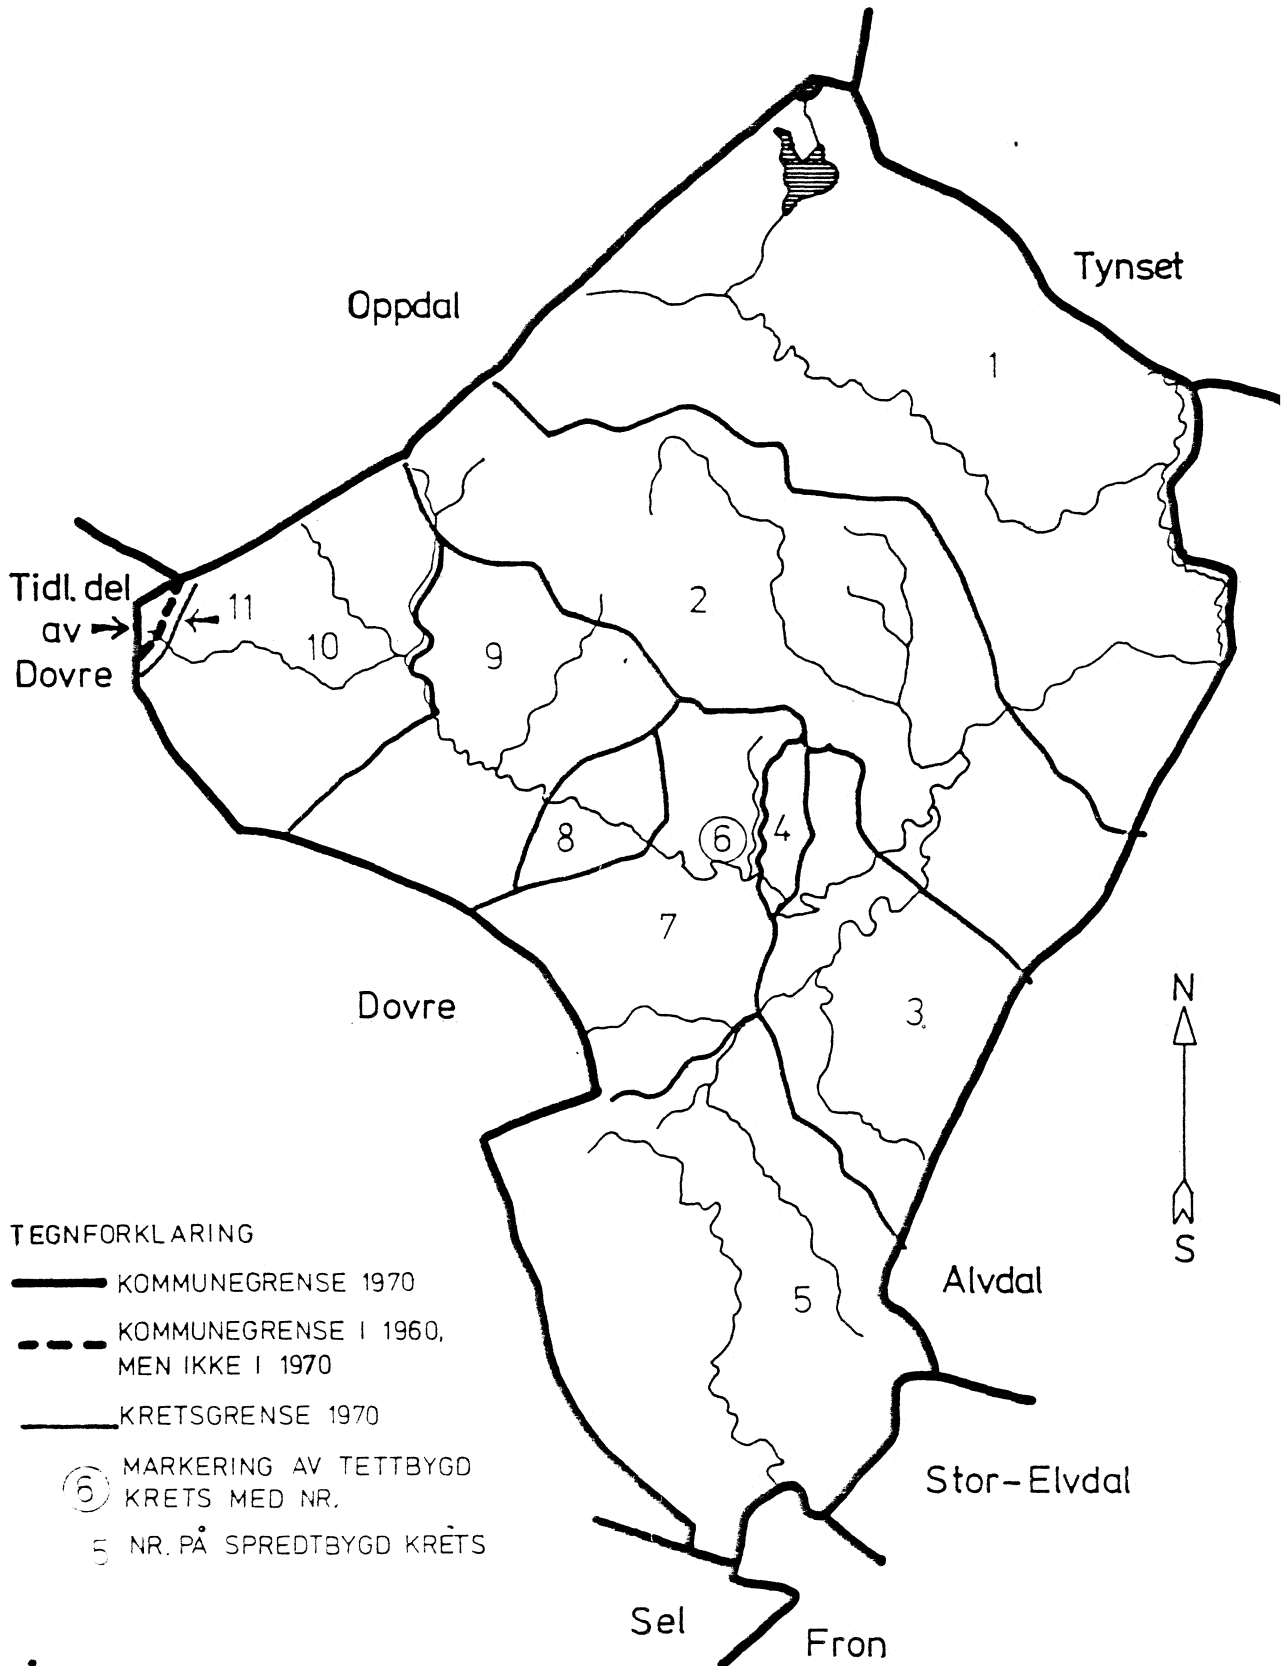 Tynset
Oppdal
1
2
Tidl. del
av
Dovre
11
10
9
8
6
4
7
Dovre
3
N
S
5
Alvdal
Stor-Elvdal
Sel
Fron
TEGNFORKLARING
KOMMUNEGRENSE 1970
KOMMUNEGRENSE I 1960,
MEN IKKE I 1970
KRETSGRENSE 1970
6 MARKERING AV TETTBYGD
KRETS MED NR.
5 NR. PÅ SPREDTBYGD KRETS